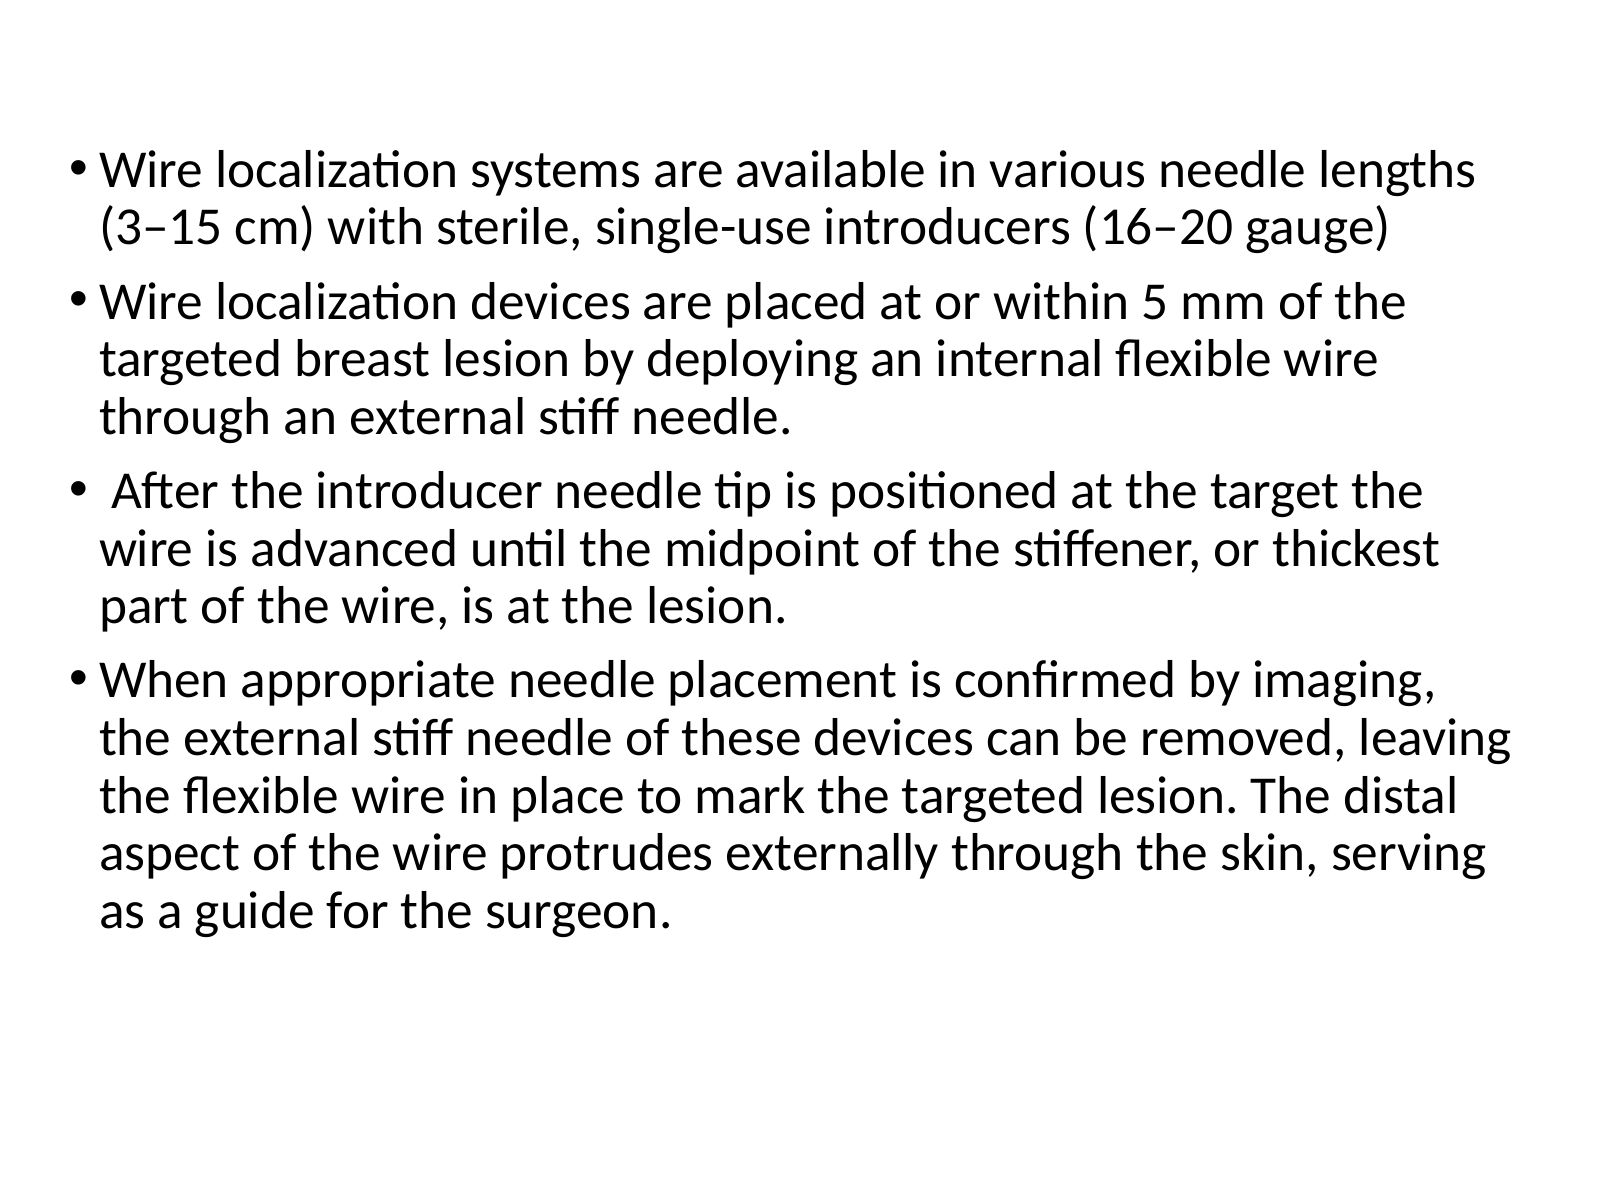 • Wire localization systems are available in various needle lengths
(3–15 cm) with sterile, single-use introducers (16–20 gauge)
• Wire localization devices are placed at or within 5 mm of the
targeted breast lesion by deploying an internal flexible wire
through an external stiff needle.
• After the introducer needle tip is positioned at the target the
wire is advanced until the midpoint of the stiffener, or thickest
part of the wire, is at the lesion.
• When appropriate needle placement is confirmed by imaging,
the external stiff needle of these devices can be removed, leaving
the flexible wire in place to mark the targeted lesion. The distal
aspect of the wire protrudes externally through the skin, serving
as a guide for the surgeon.